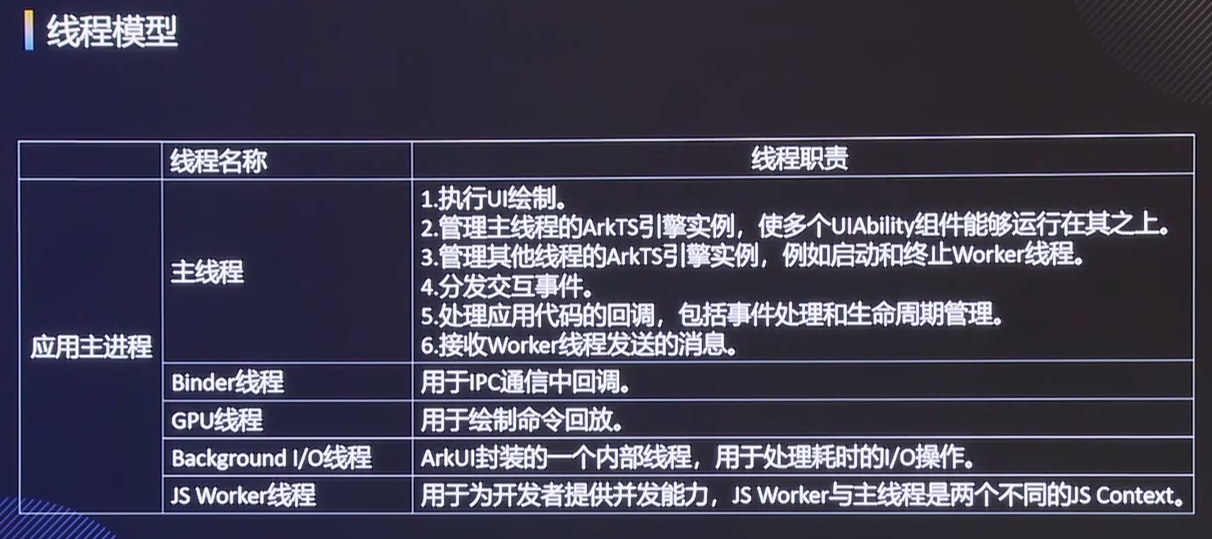 线程模型
线程名称
线程职责
应用主进程
主线程
1.执行UI绘制。
2.管理主线程的ArkTS引擎实例，使多个UIAbility组件能够运行在其之上。
3.管理其他线程的ArkTS引擎实例，例如启动和终止Worker线程。
4.分发交互事件。
5.处理应用代码的回调，包括事件处理和生命周期管理。
6.接收Worker线程发送的消息。
Binder线程
用于IPC通信中回调。
GPU线程
用于绘制命令回放。
Background I/O线程
ArkUI封装的一个内部线程，用于处理耗时的I/O操作。
JS Worker线程
用于为开发者提供并发能力，JS Worker与主线程是两个不同的JS Context。